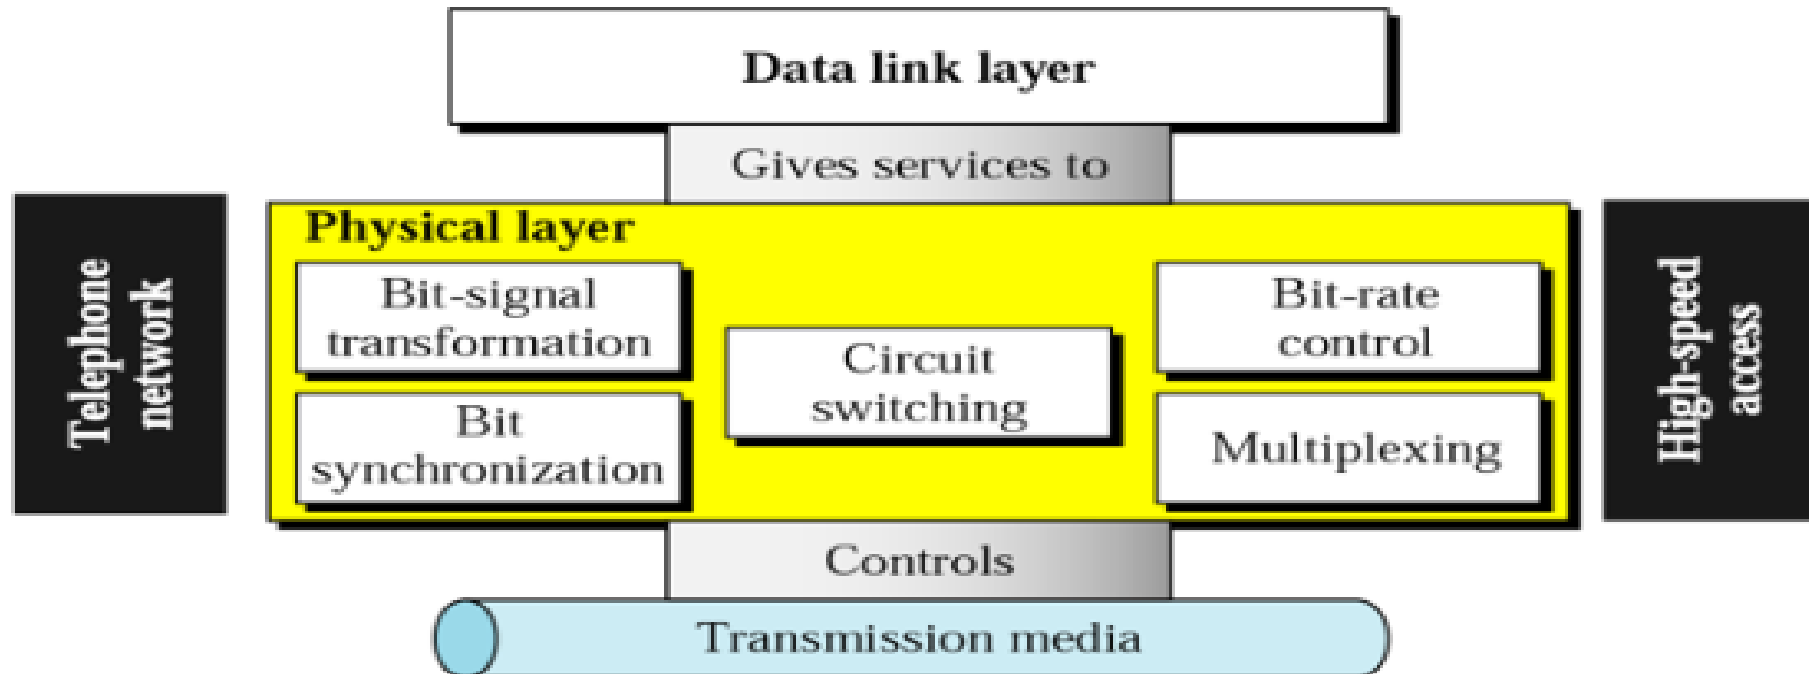 Data link layer
Gives services to
Telephone
network
Physical layer
Bit-signal
transformation
Bit
synchronization
Circuit
switching
Bit-rate
control
Multiplexing
High-speed
access
Controls
Transmission media